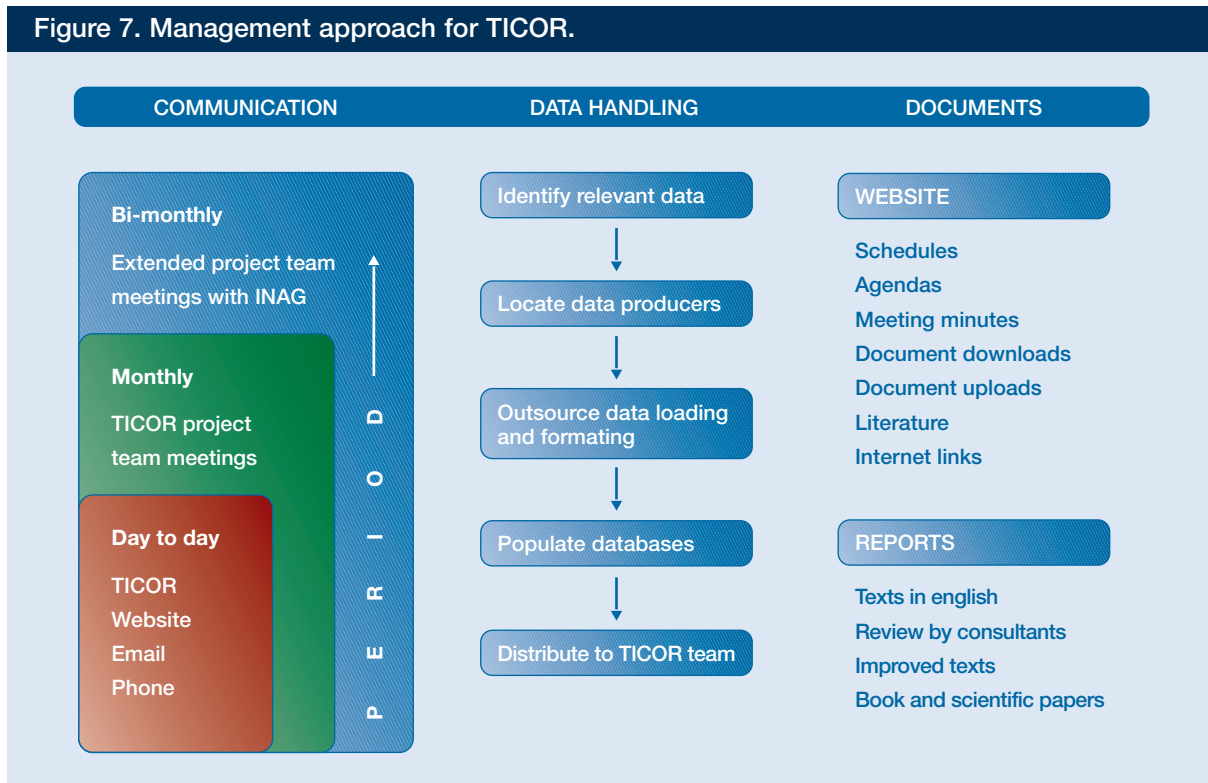 Figure 7. Management approach for TICOR.
COMMUNICATION
DATA HANDLING
DOCUMENTS
Bi-monthly
Extended project team
meetings with INAG
Monthly
TICOR project
team meetings
Day to day
TICOR
Website
Email
Phone
PERIOD
Identify relevant data
Locate data producers
Outsource data loading
and formating
Populate databases
Distribute to TICOR team
WEBSITE
Schedules
Agendas
Meeting minutes
Document downloads
Document uploads
Literature
Internet links
REPORTS
Texts in english
Review by consultants
Improved texts
Book and scientific papers